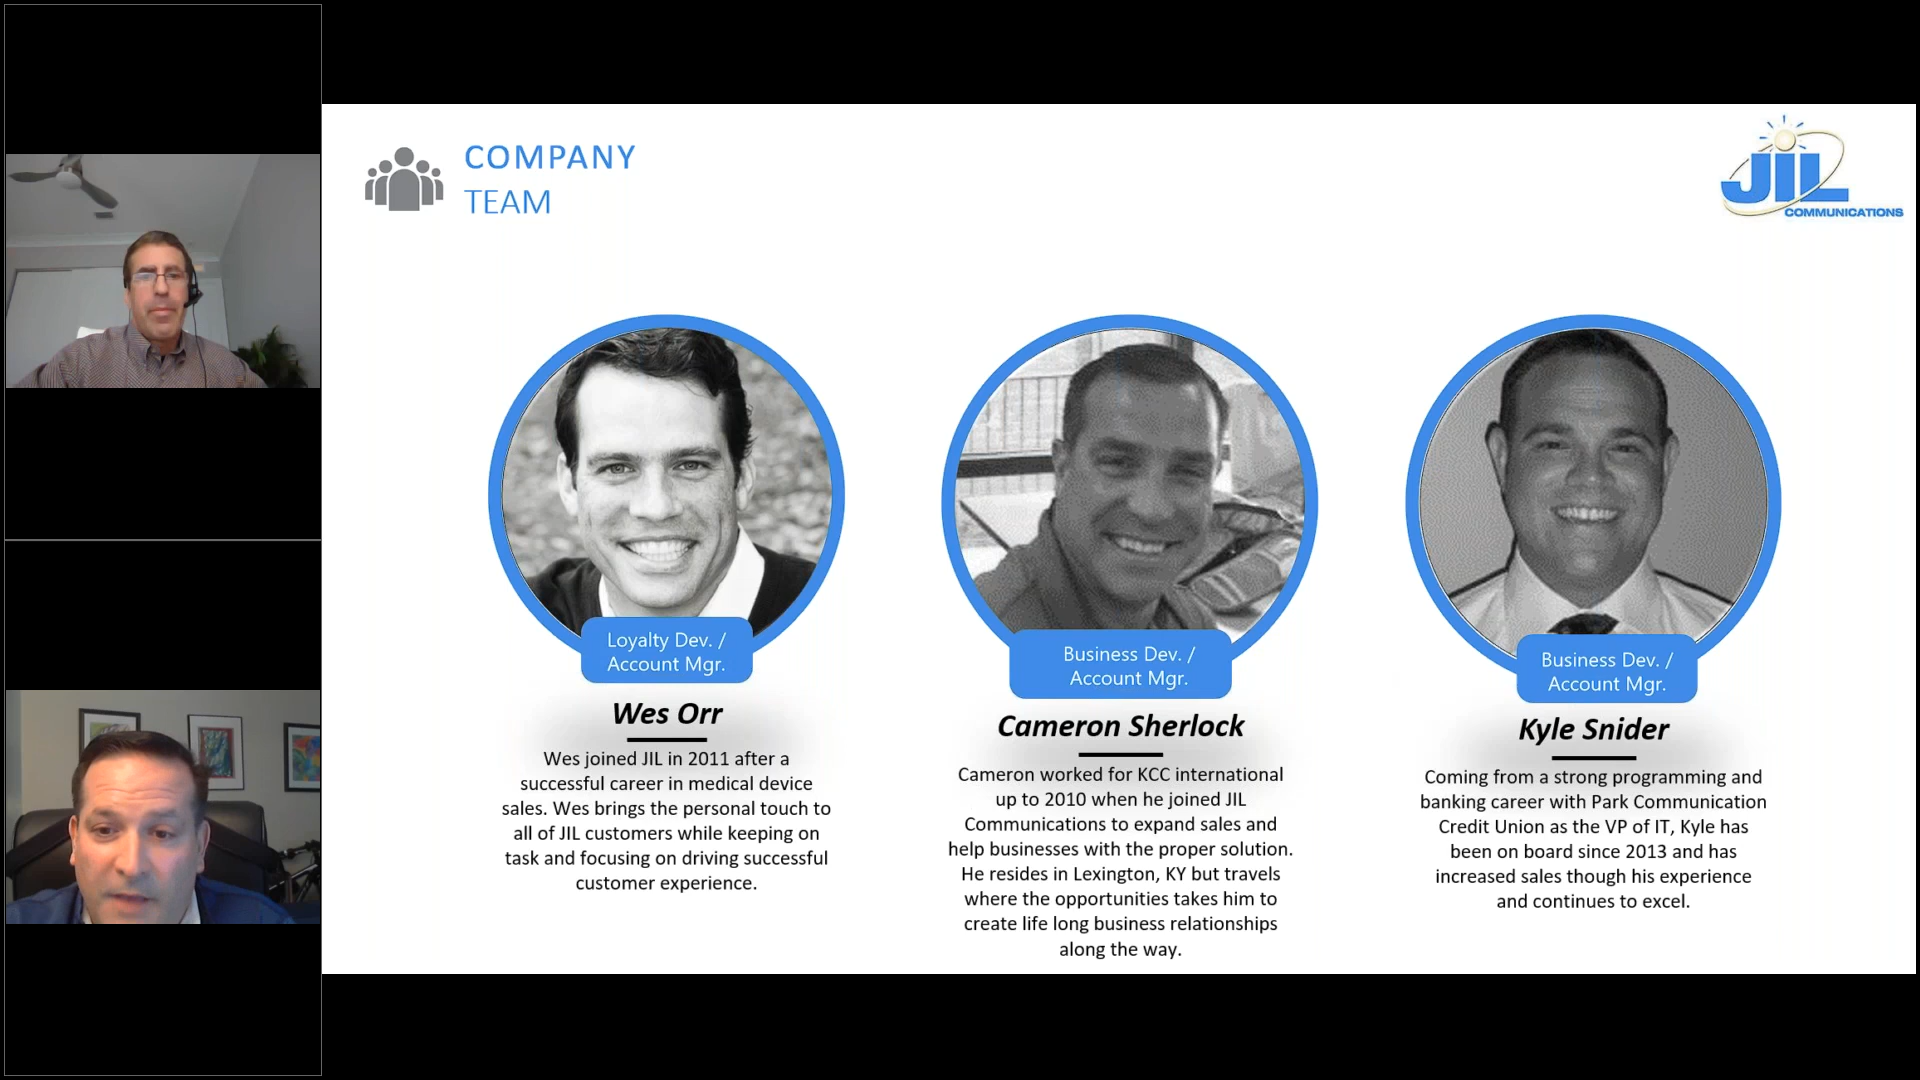 COMPANY
TEAM
JIL
COMMUNICATIONS
Loyalty Dev. /
Account Mgr.
Wes Orr
Wes joined JIL in 2011 after a
successful career in medical device
sales. Wes brings the personal touch to
all of JIL customers while keeping on
task and focusing on driving successful
customer experience.
Business Dev. /
Account Mgr.
Cameron Sherlock
Cameron worked for KCC international
up to 2010 when he joined JIL
Communications to expand sales and
help businesses with the proper solution.
He resides in Lexington, KY but travels
where the opportunities takes him to
create life long business relationships
along the way.
Business Dev. /
Account Mgr.
Kyle Snider
Coming from a strong programming and
banking career with Park Communication
Credit Union as the VP of IT, Kyle has
been on board since 2013 and has
increased sales though his experience
and continues to excel.